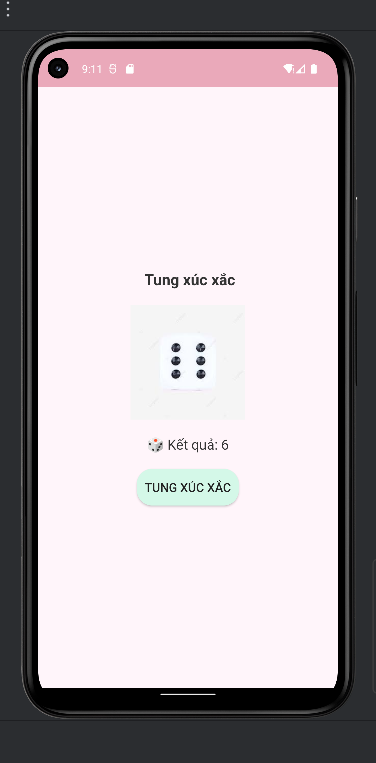 9:11
Tung xúc xắc
🎲 Kết quả: 6
TUNG XÚC XẮC